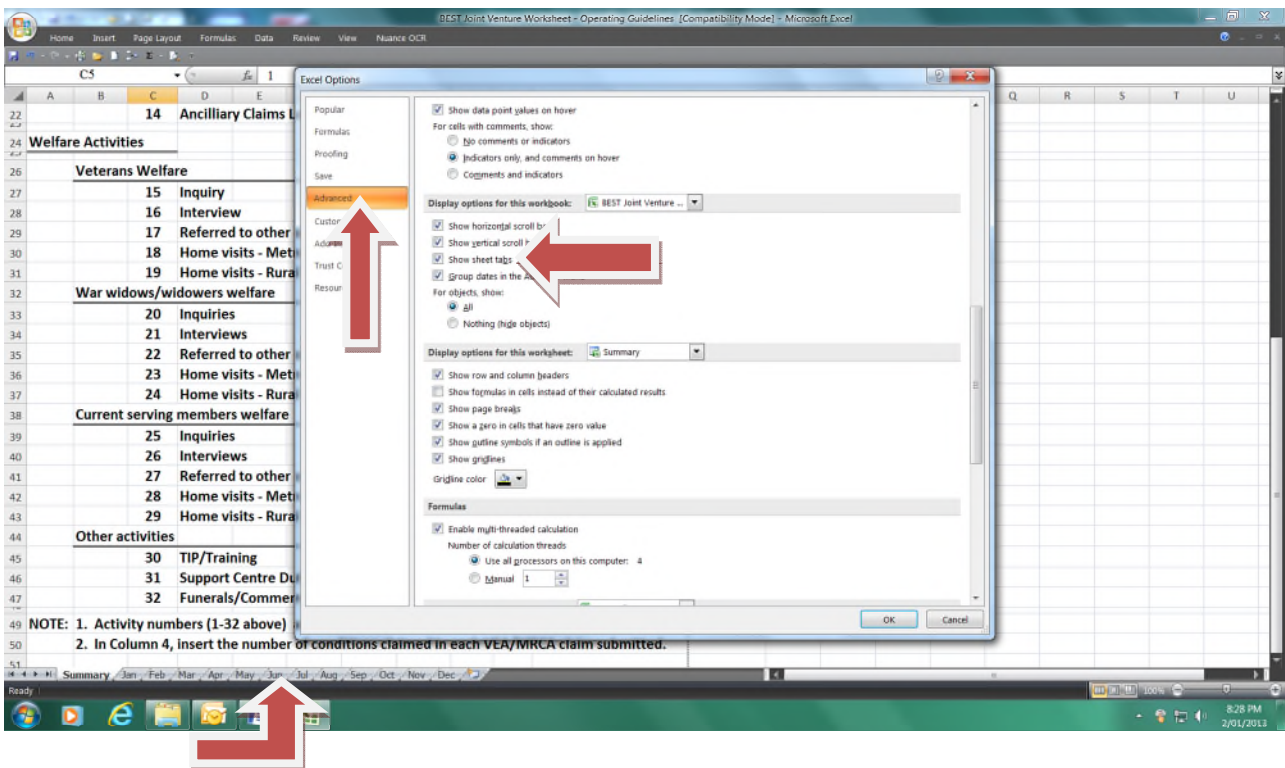 BEST Joint Venture Worksheet - Operating Guidelines [Compatibility Mode] - Microsoft Excel
Home Insert Page Layout Formulas Data Review View Nuance OCR
C5 fx 1
A B C D E Q R S T U
22 14 Ancilliary Claims L
24 Welfare Activities
26 Veterans Welfare
27 15 Inquiry
28 16 Interview
29 17 Referred to other
30 18 Home visits - Met
31 19 Home visits - Rura
32 War widows/widowers welfare
33 20 Inquiries
34 21 Interviews
35 22 Referred to other
36 23 Home visits - Met
37 24 Home visits - Rura
38 Current serving members welfare
39 25 Inquiries
40 26 Interviews
41 27 Referred to other
42 28 Home visits - Met
43 29 Home visits - Rura
44 Other activities
45 30 TIP/Training
46 31 Support Centre Du
47 32 Funerals/Commer
49 NOTE: 1. Activity numbers (1-32 above)
50 2. In Column 4, insert the number of conditions claimed in each VEA/MRCA claim submitted.
51
Excel Options
Popular
Formulas
Proofing
Save
Advanced
Custo
Add
Trust C
Resour
Show data point values on hover
For cells with comments, show:
No comments or indicators
Indicators only, and comments on hover
Comments and indicators
Display options for this workbook: BEST Joint Venture ...
Show horizontal scroll b
Show vertical scroll b
Show sheet tabs
Group dates in the A
For objects, show:
All
Nothing (hide objects)
Display options for this worksheet: Summary
Show row and column headers
Show formulas in cells instead of their calculated results
Show page breaks
Show a zero in cells that have zero value
Show outline symbols if an outline is applied
Show gridlines
Gridline color
Formulas
Enable multi-threaded calculation
Number of calculation threads
Use all processors on this computer: 4
Manual 1
OK Cancel
Summary Jan Feb Mar Apr May Jun Jul Aug Sep Oct Nov Dec
Ready 100%
8:28 PM
2/01/2013